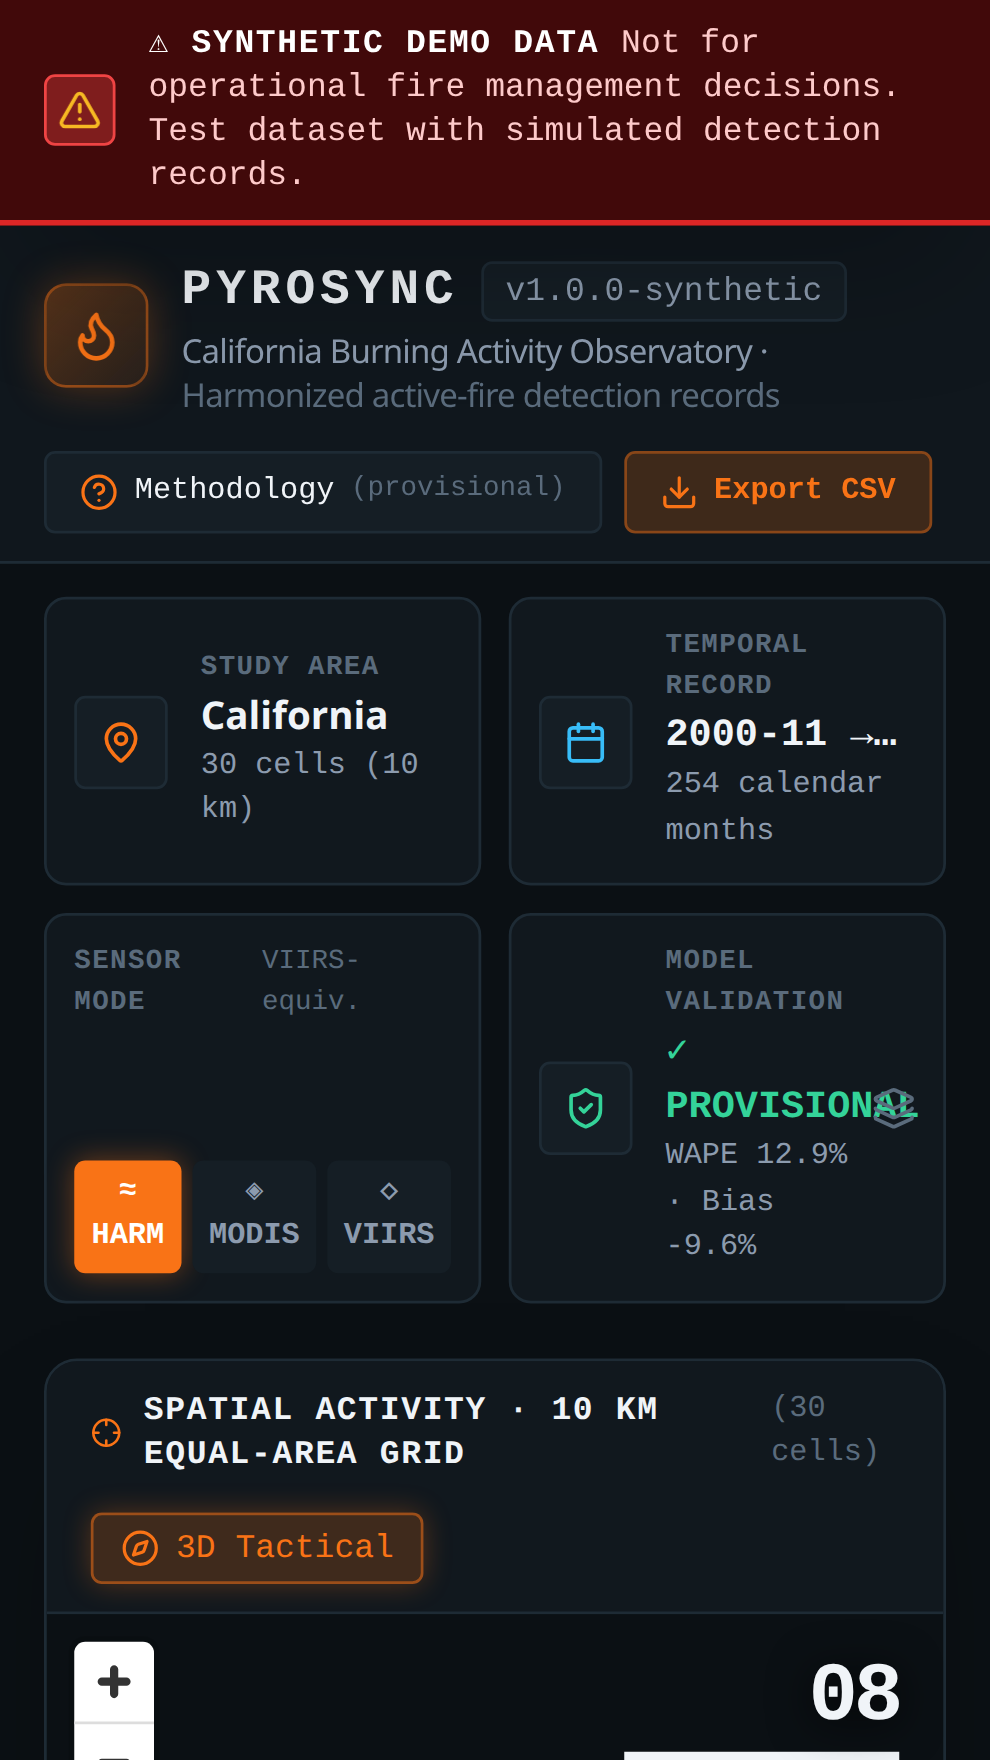 ⚠ SYNTHETIC DEMO DATA Not for
operational fire management decisions.
Test dataset with simulated detection
records.
PYROSYNC v1.0.0-synthetic
California Burning Activity Observatory ·
Harmonized active-fire detection records
Methodology (provisional)
Export CSV
STUDY AREA
California
30 cells (10
km)
TEMPORAL
RECORD
2000-11 →…
254 calendar
months
SENSOR
MODE
VIIRS-
equiv.
≈
HARM
◈
MODIS
◇
VIIRS
MODEL
VALIDATION
✓
PROVISIONAL
WAPE 12.9%
· Bias
-9.6%
SPATIAL ACTIVITY · 10 KM
EQUAL-AREA GRID
(30
cells)
3D Tactical
+
08